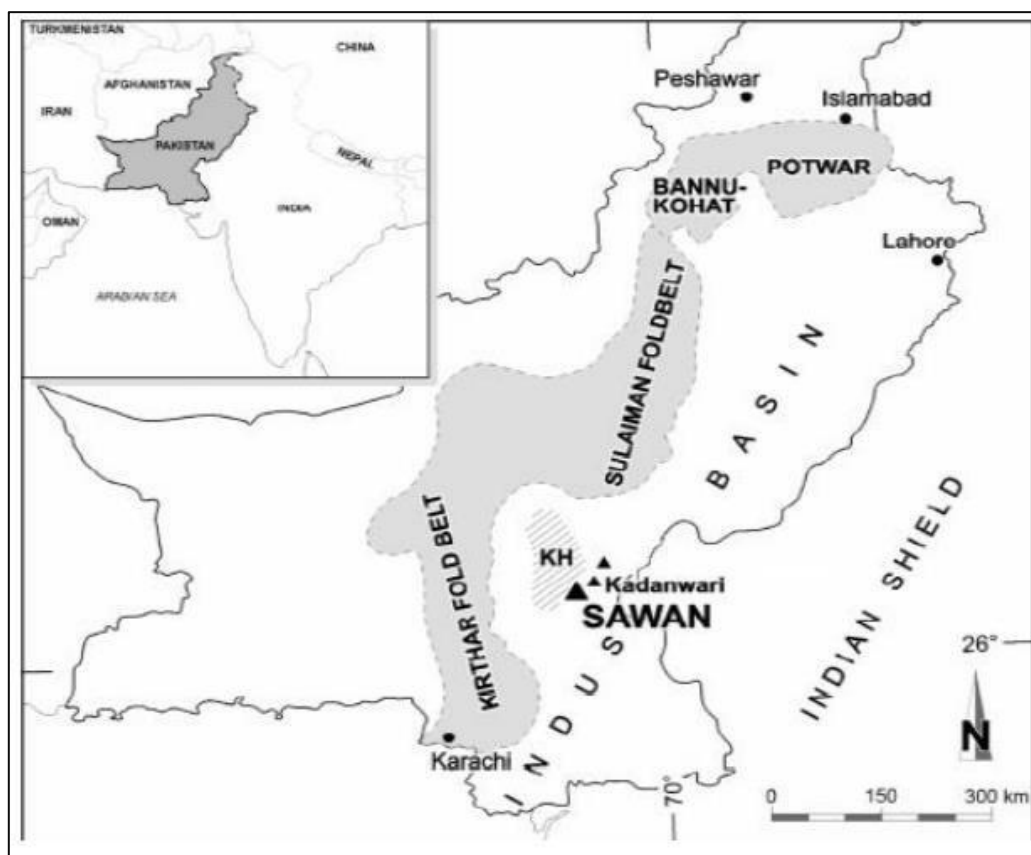 TURKMENISTAN
CHINA
AFGHANISTAN
IRAN
PAKISTAN
NEPAL
INDIA
OMAN
ARABIAN SEA
Peshawar
Islamabad
POTWAR
BANNU-
KOHAT
Lahore
SULAIMAN FOLDBELT
INDUS BASIN
KIRTHAR FOLD BELT
KH
Kádanwari
SAWAN
INDIAN SHIELD
26°
N
Karachi
70°
0 150 300 km